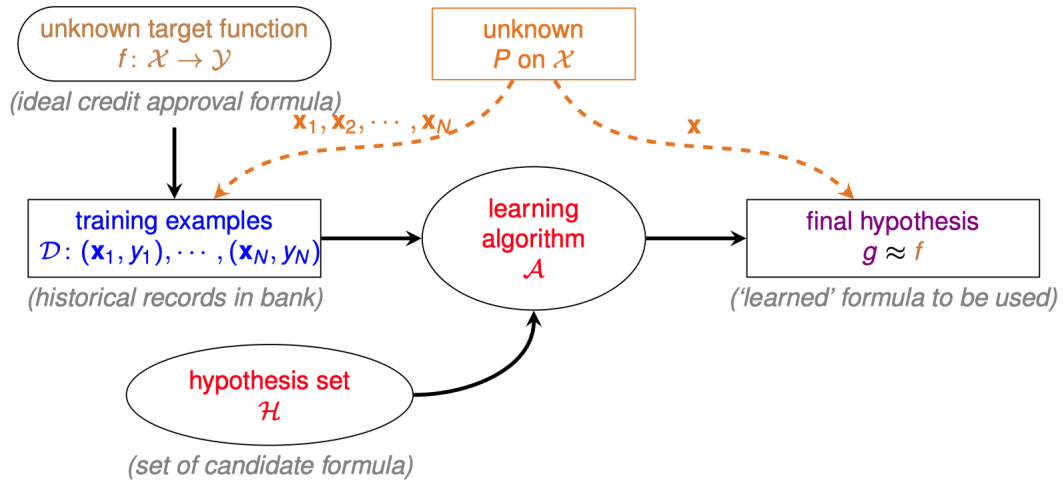 unknown target function
f: 𝒳 → 𝒴
(ideal credit approval formula)
unknown
P on 𝒳
x₁, x₂, ⋯ , x_N
x
training examples
𝒟: (x₁, y₁), ⋯ , (x_N, y_N)
(historical records in bank)
learning
algorithm
𝒜
final hypothesis
g ≈ f
('learned' formula to be used)
hypothesis set
ℋ
(set of candidate formula)